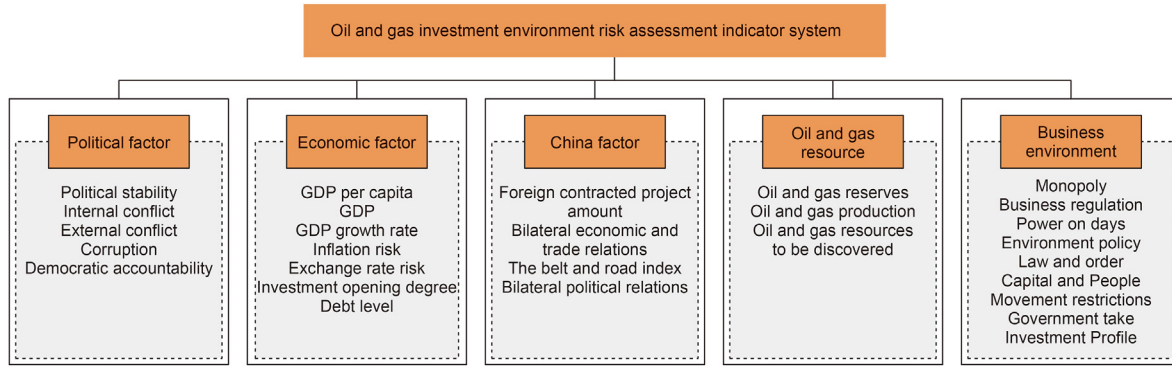 Oil and gas investment environment risk assessment indicator system
Political factor
Political stability
Internal conflict
External conflict
Corruption
Democratic accountability
Economic factor
GDP per capita
GDP
GDP growth rate
Inflation risk
Exchange rate risk
Investment opening degree
Debt level
China factor
Foreign contracted project
amount
Bilateral economic and
trade relations
The belt and road index
Bilateral political relations
Oil and gas
resource
Oil and gas reserves
Oil and gas production
Oil and gas resources
to be discovered
Business
environment
Monopoly
Business regulation
Power on days
Environment policy
Law and order
Capital and People
Movement restrictions
Government take
Investment Profile